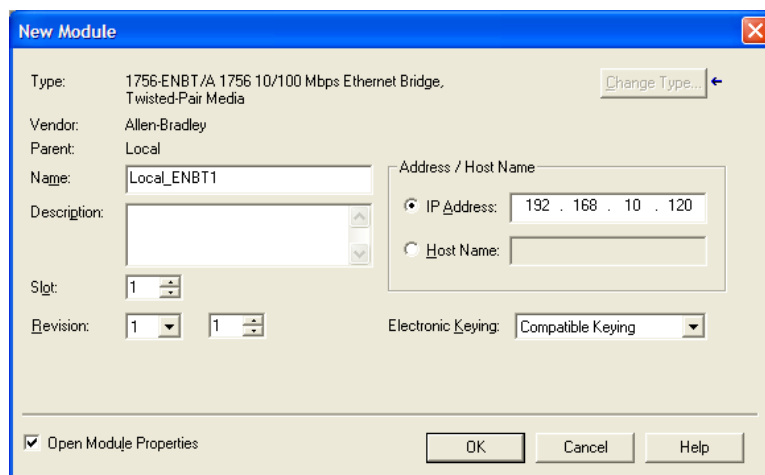 New Module
Type: 1756-ENBT/A 1756 10/100 Mbps Ethernet Bridge,
Twisted-Pair Media
Change Type...
Vendor: Allen-Bradley
Parent: Local
Name: Local_ENBT1
Address / Host Name
IP Address: 192 . 168 . 10 . 120
Description:
Host Name:
Slot: 1
Revision: 1 1
Electronic Keying: Compatible Keying
Open Module Properties
OK Cancel Help